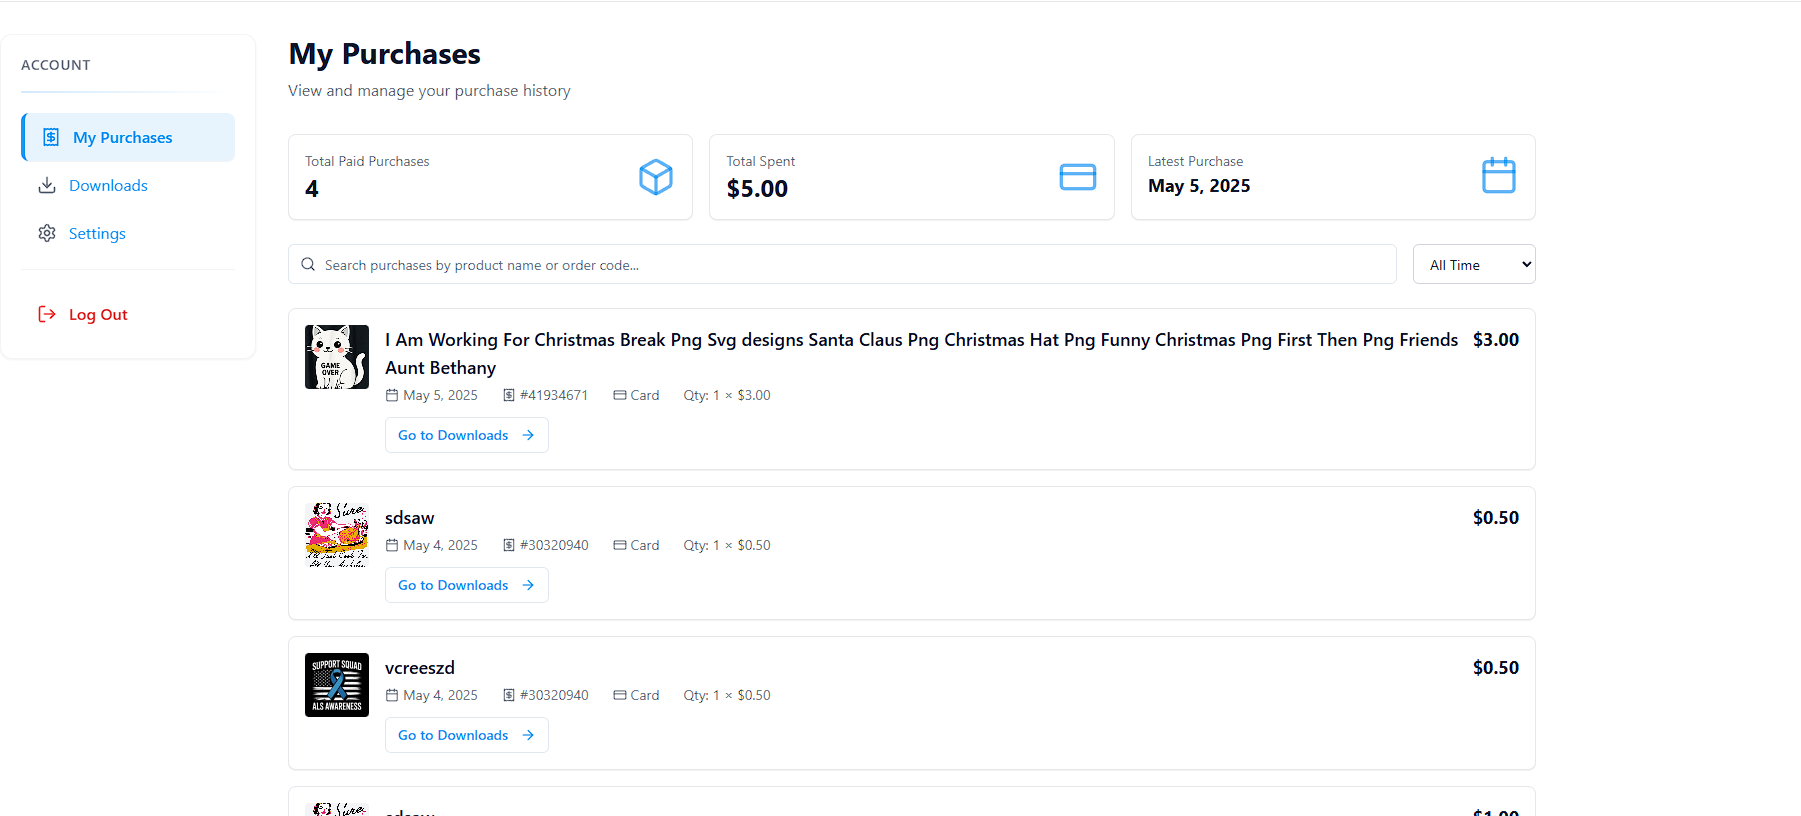 ACCOUNT
My Purchases
Downloads
Settings
Log Out
My Purchases
View and manage your purchase history
Total Paid Purchases
4
Total Spent
$5.00
Latest Purchase
May 5, 2025
Search purchases by product name or order code...
All Time
I Am Working For Christmas Break Png Svg designs Santa Claus Png Christmas Hat Png Funny Christmas Png First Then Png Friends
Aunt Bethany
$3.00
GAME
OVER
May 5, 2025 #41934671 Card Qty: 1 × $3.00
Go to Downloads
sdsaw
$0.50
May 4, 2025 #30320940 Card Qty: 1 × $0.50
Go to Downloads
SUPPORT SQUAD
ALS AWARENESS
vcreeszd
$0.50
May 4, 2025 #30320940 Card Qty: 1 × $0.50
Go to Downloads
sdsaw
$1.00